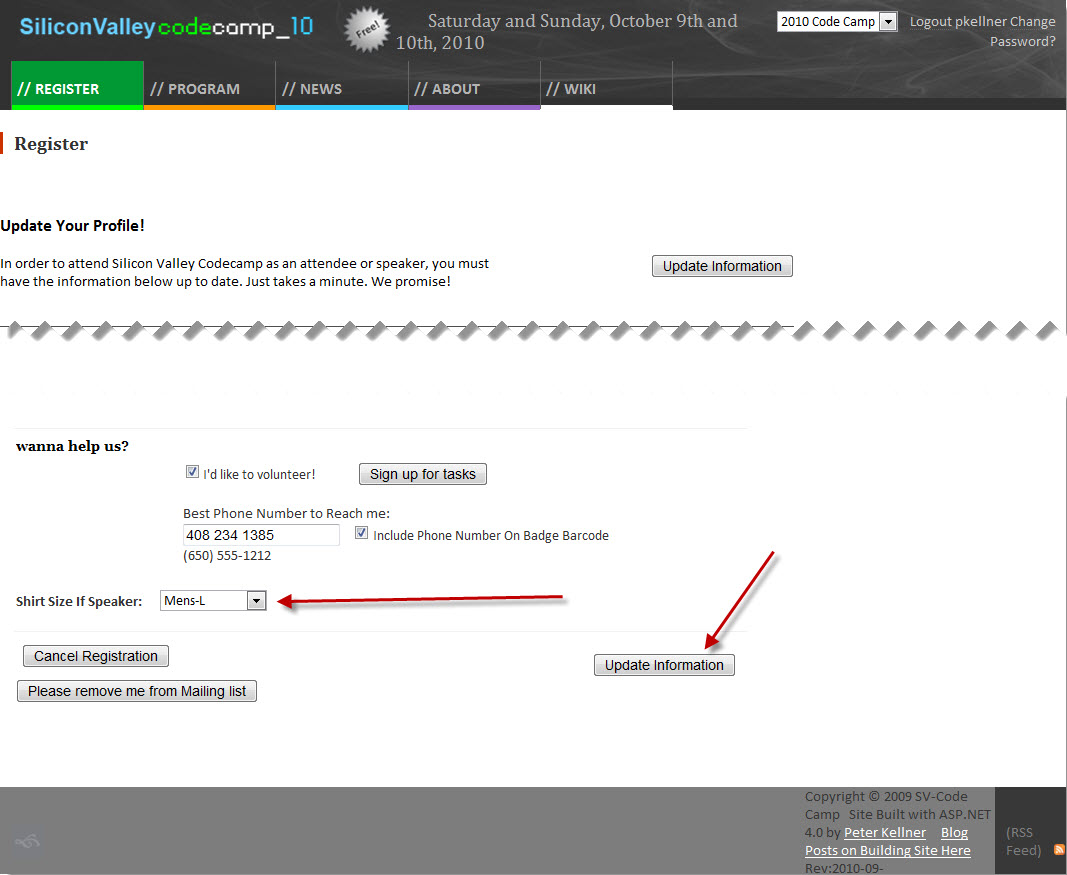 SiliconValleycodecamp_10
Free!
Saturday and Sunday, October 9th and
10th, 2010
2010 Code Camp
Logout pkellner Change
Password?
// REGISTER
// PROGRAM
// NEWS
// ABOUT
// WIKI
Register
Update Your Profile!
In order to attend Silicon Valley Codecamp as an attendee or speaker, you must
have the information below up to date. Just takes a minute. We promise!
Update Information
wanna help us?
I'd like to volunteer!
Sign up for tasks
Best Phone Number to Reach me:
408 234 1385
Include Phone Number On Badge Barcode
(650) 555-1212
Shirt Size If Speaker:
Mens-L
Cancel Registration
Update Information
Please remove me from Mailing list
Copyright © 2009 SV-Code
Camp Site Built with ASP.NET
4.0 by Peter Kellner Blog
Posts on Building Site Here
Rev:2010-09-
(RSS
Feed)